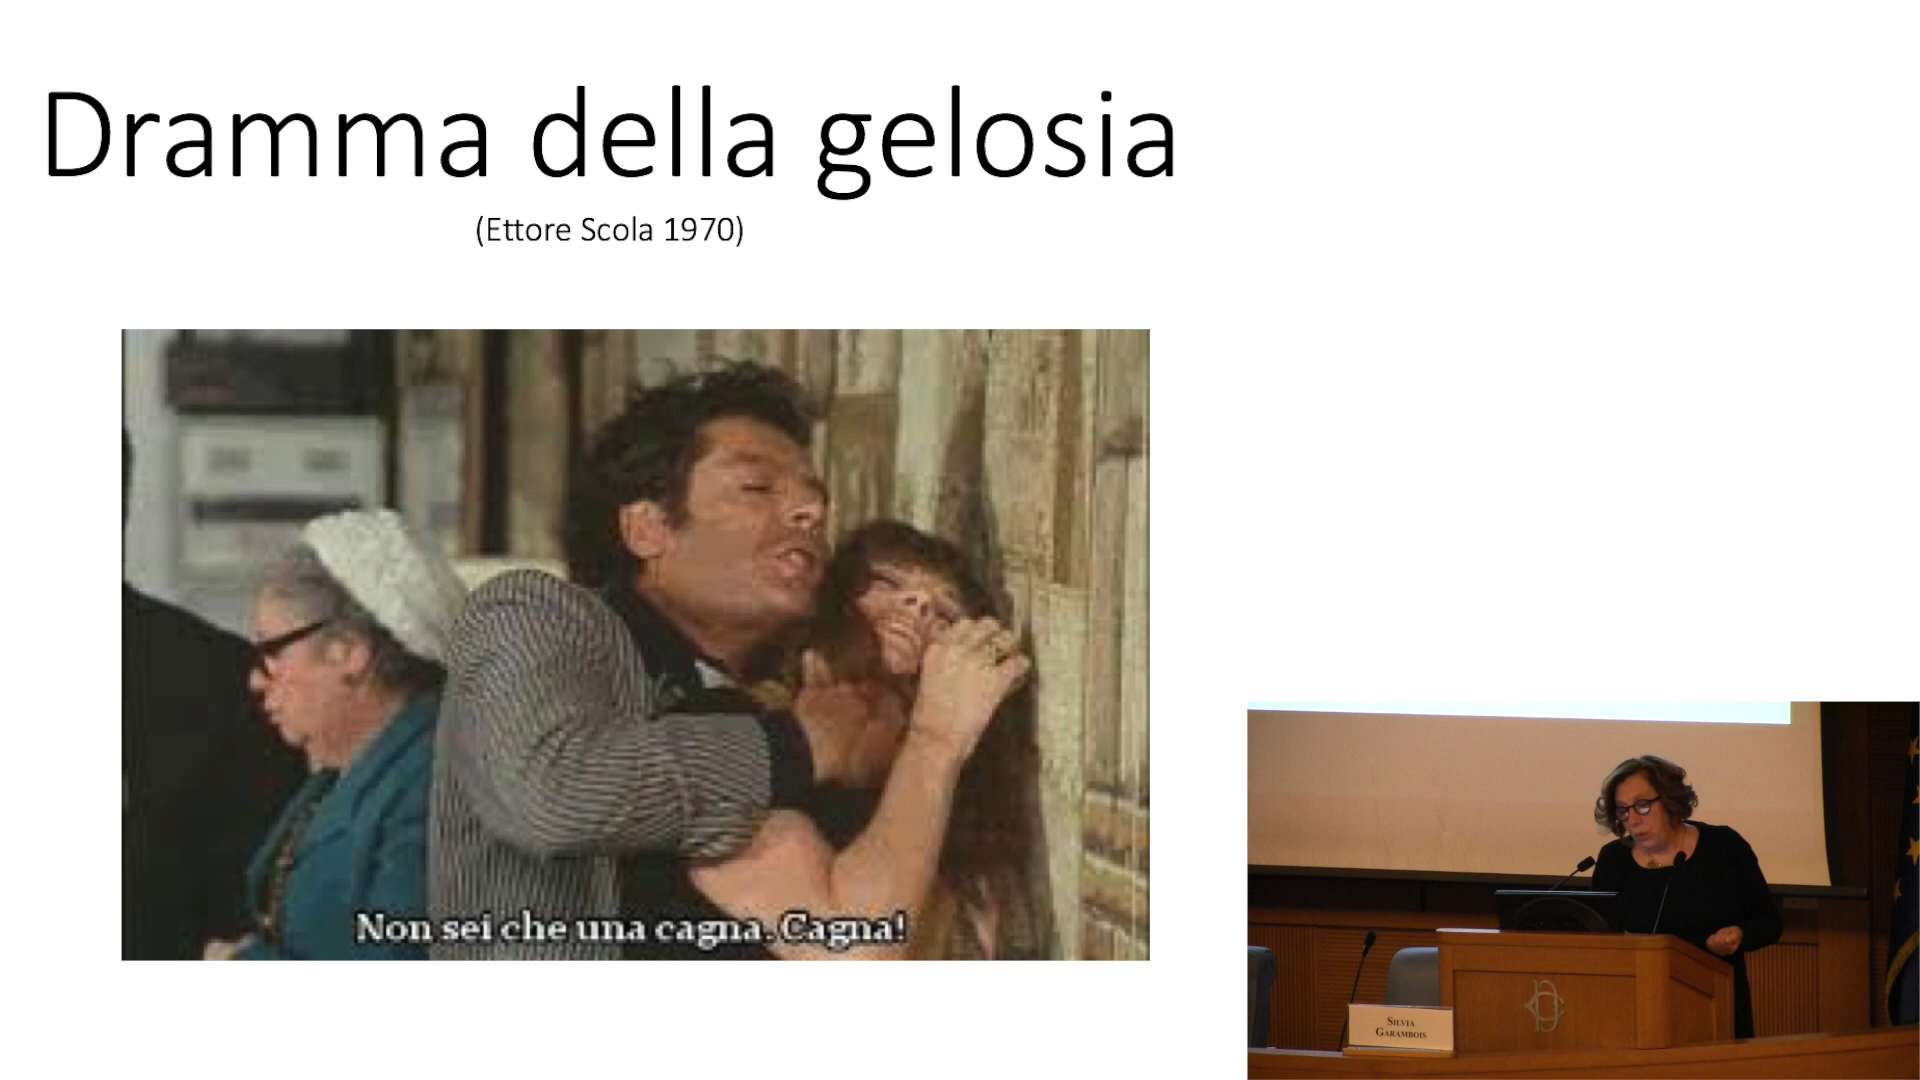 Dramma della gelosia
(Ettore Scola 1970)
Non sei che una cagna. Cagna!
SILVIA
GARAMBOIS